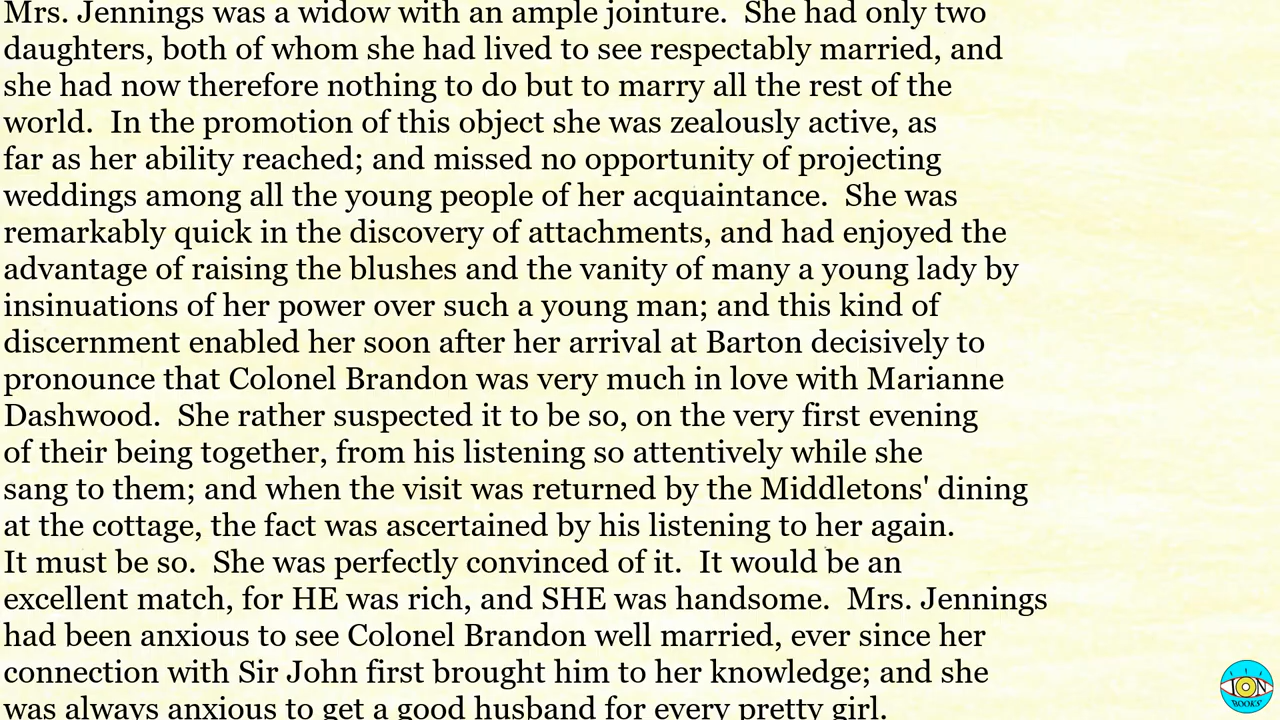 Mrs. Jennings was a widow with an ample jointure.  She had only two
daughters, both of whom she had lived to see respectably married, and
she had now therefore nothing to do but to marry all the rest of the
world.  In the promotion of this object she was zealously active, as
far as her ability reached; and missed no opportunity of projecting
weddings among all the young people of her acquaintance.  She was
remarkably quick in the discovery of attachments, and had enjoyed the
advantage of raising the blushes and the vanity of many a young lady by
insinuations of her power over such a young man; and this kind of
discernment enabled her soon after her arrival at Barton decisively to
pronounce that Colonel Brandon was very much in love with Marianne
Dashwood.  She rather suspected it to be so, on the very first evening
of their being together, from his listening so attentively while she
sang to them; and when the visit was returned by the Middletons' dining
at the cottage, the fact was ascertained by his listening to her again.
It must be so.  She was perfectly convinced of it.  It would be an
excellent match, for HE was rich, and SHE was handsome.  Mrs. Jennings
had been anxious to see Colonel Brandon well married, ever since her
connection with Sir John first brought him to her knowledge; and she
was always anxious to get a good husband for every pretty girl.
ION
BOOKS